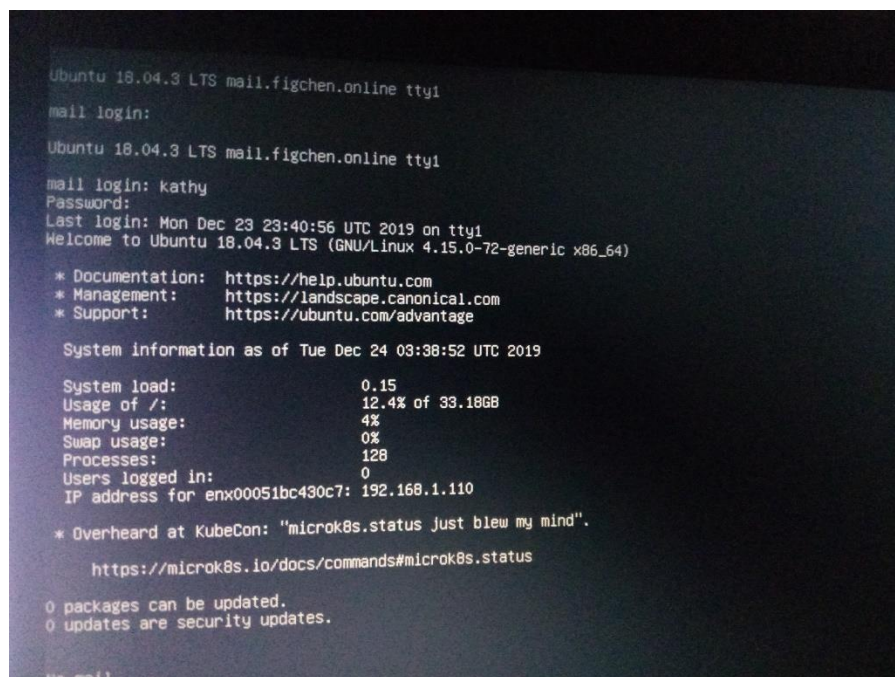 Ubuntu 18.04.3 LTS mail.figchen.online tty1
mail login:
Ubuntu 18.04.3 LTS mail.figchen.online tty1
mail login: kathy
Password:
Last login: Mon Dec 23 23:40:56 UTC 2019 on tty1
Welcome to Ubuntu 18.04.3 LTS (GNU/Linux 4.15.0-72-generic x86_64)
* Documentation: https://help.ubuntu.com
* Management: https://landscape.canonical.com
* Support: https://ubuntu.com/advantage
System information as of Tue Dec 24 03:38:52 UTC 2019
System load: 0.15
Usage of /: 12.4% of 33.18GB
Memory usage: 4%
Swap usage: 0%
Processes: 128
Users logged in: 0
IP address for enx00051bc430c7: 192.168.1.110
* Overheard at KubeCon: "microk8s.status just blew my mind".
https://microk8s.io/docs/commands#microk8s.status
0 packages can be updated.
0 updates are security updates.